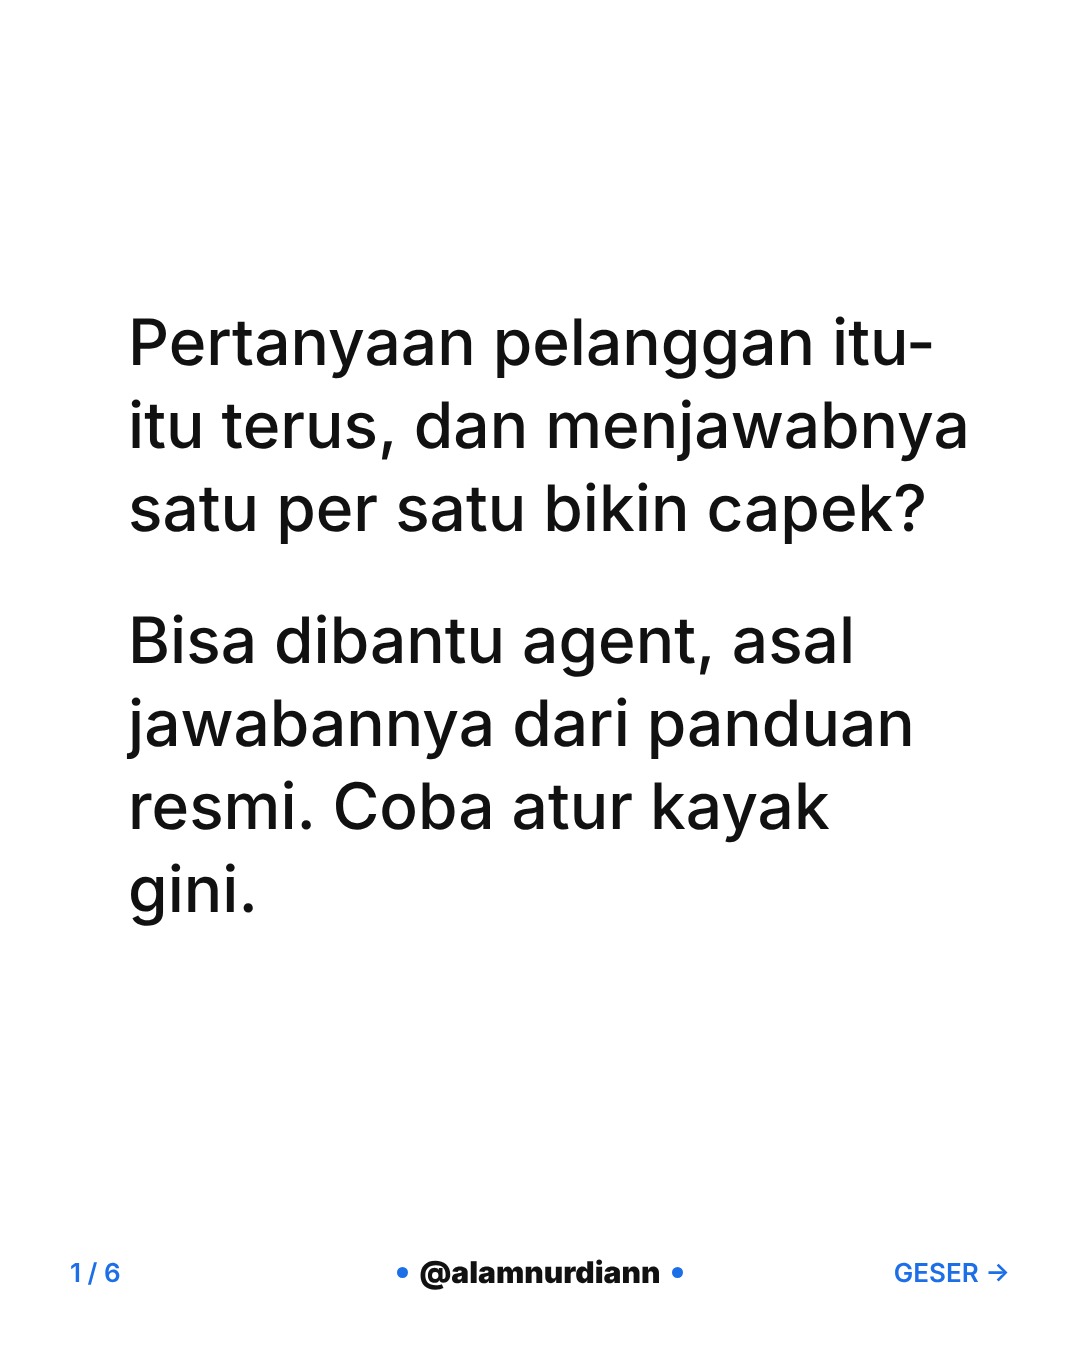 Pertanyaan pelanggan itu-
itu terus, dan menjawabnya
satu per satu bikin capek?
Bisa dibantu agent, asal
jawabannya dari panduan
resmi. Coba atur kayak
gini.
1 / 6
• @alamnurdiann •
GESER →